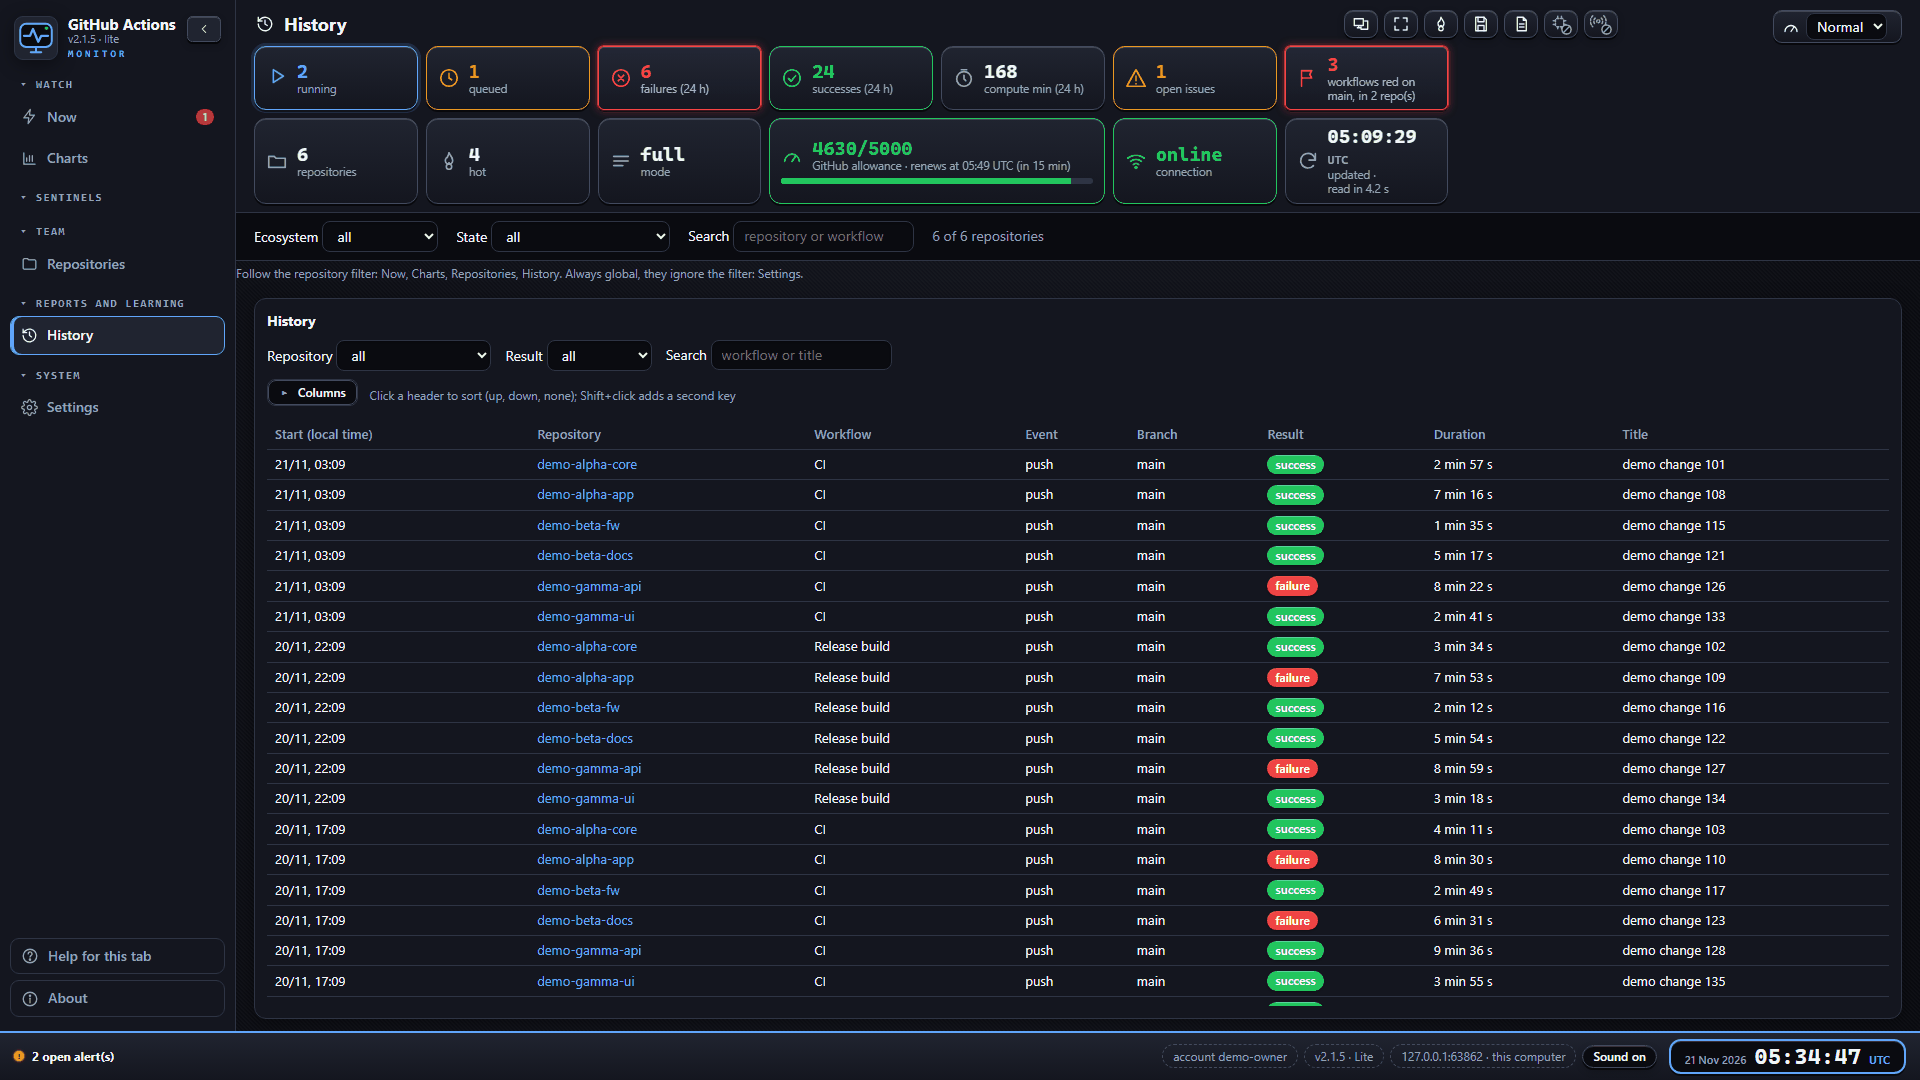 GitHub Actions
v2.1.5 · lite
MONITOR
WATCH
Now 1
Charts
SENTINELS
TEAM
Repositories
REPORTS AND LEARNING
History
SYSTEM
Settings
Help for this tab
About
History
Normal
2
running
1
queued
6
failures (24 h)
24
successes (24 h)
168
compute min (24 h)
1
open issues
3
workflows red on
main, in 2 repo(s)
6
repositories
4
hot
full
mode
4630/5000
GitHub allowance · renews at 05:49 UTC (in 15 min)
online
connection
05:09:29
UTC
updated ·
read in 4.2 s
Ecosystem all State all Search repository or workflow 6 of 6 repositories
Follow the repository filter: Now, Charts, Repositories, History. Always global, they ignore the filter: Settings.
History
Repository all Result all Search workflow or title
Columns Click a header to sort (up, down, none); Shift+click adds a second key
Start (local time) Repository Workflow Event Branch Result Duration Title
21/11, 03:09 demo-alpha-core CI push main success 2 min 57 s demo change 101
21/11, 03:09 demo-alpha-app CI push main success 7 min 16 s demo change 108
21/11, 03:09 demo-beta-fw CI push main success 1 min 35 s demo change 115
21/11, 03:09 demo-beta-docs CI push main success 5 min 17 s demo change 121
21/11, 03:09 demo-gamma-api CI push main failure 8 min 22 s demo change 126
21/11, 03:09 demo-gamma-ui CI push main success 2 min 41 s demo change 133
20/11, 22:09 demo-alpha-core Release build push main success 3 min 34 s demo change 102
20/11, 22:09 demo-alpha-app Release build push main failure 7 min 53 s demo change 109
20/11, 22:09 demo-beta-fw Release build push main success 2 min 12 s demo change 116
20/11, 22:09 demo-beta-docs Release build push main success 5 min 54 s demo change 122
20/11, 22:09 demo-gamma-api Release build push main failure 8 min 59 s demo change 127
20/11, 22:09 demo-gamma-ui Release build push main success 3 min 18 s demo change 134
20/11, 17:09 demo-alpha-core CI push main success 4 min 11 s demo change 103
20/11, 17:09 demo-alpha-app CI push main failure 8 min 30 s demo change 110
20/11, 17:09 demo-beta-fw CI push main success 2 min 49 s demo change 117
20/11, 17:09 demo-beta-docs CI push main failure 6 min 31 s demo change 123
20/11, 17:09 demo-gamma-api CI push main success 9 min 36 s demo change 128
20/11, 17:09 demo-gamma-ui CI push main success 3 min 55 s demo change 135
2 open alert(s)
account demo-owner
v2.1.5 · Lite
127.0.0.1:63862 · this computer
Sound on
21 Nov 2026 05:34:47 UTC